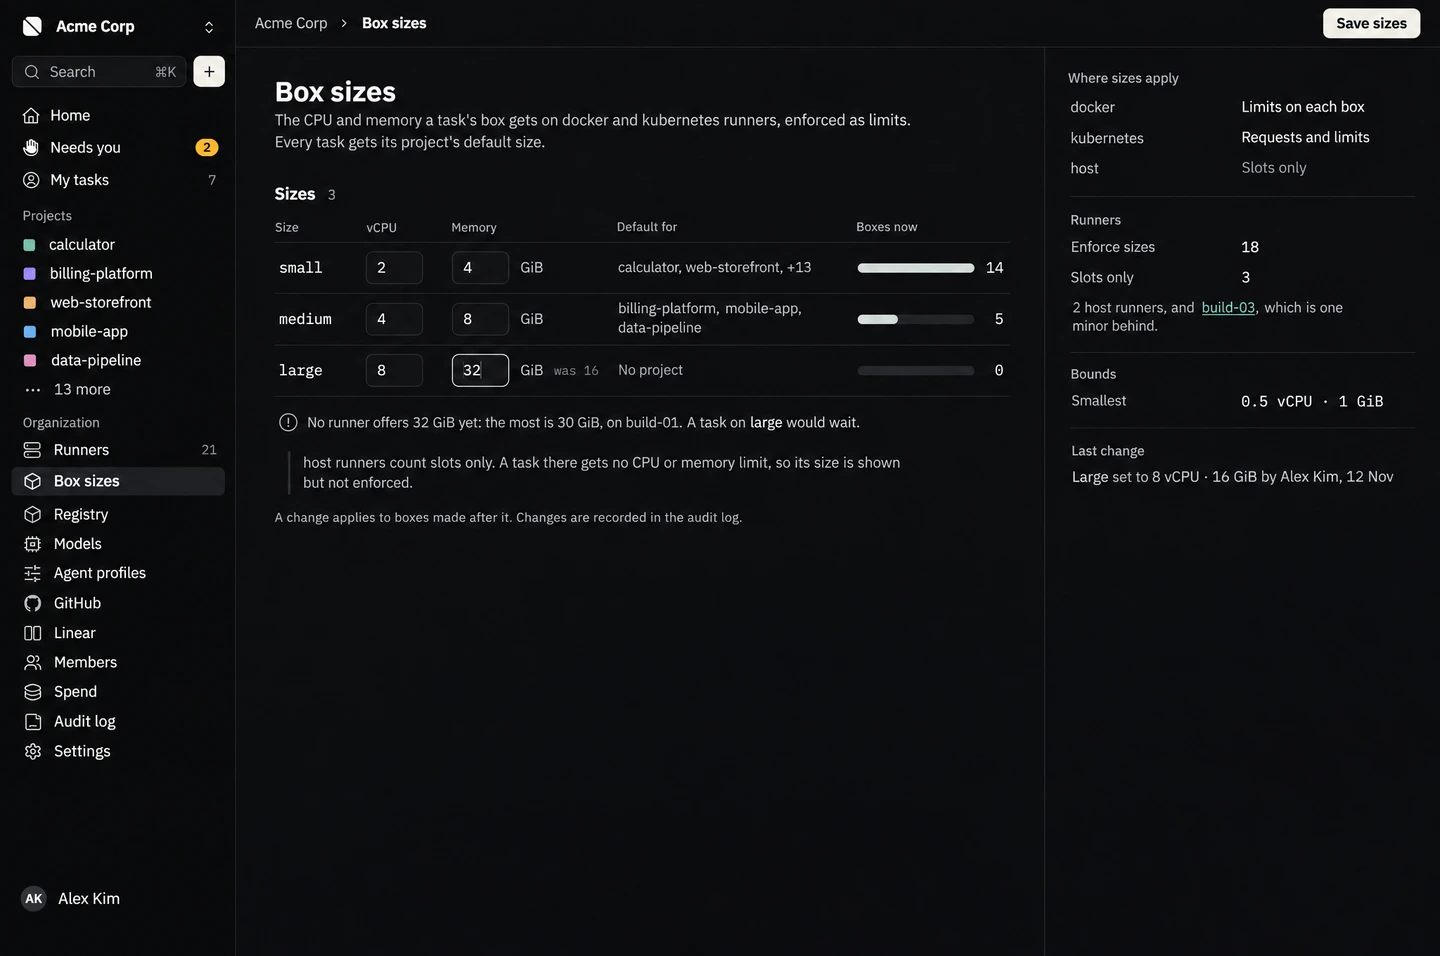 Acme Corp
Search ⌘K +
Home
Needs you 2
My tasks 7
Projects
calculator
billing-platform
web-storefront
mobile-app
data-pipeline
··· 13 more
Organization
Runners 21
Box sizes
Registry
Models
Agent profiles
GitHub
Linear
Members
Spend
Audit log
Settings
AK Alex Kim
Acme Corp > Box sizes
Save sizes
Box sizes
The CPU and memory a task's box gets on docker and kubernetes runners, enforced as limits.
Every task gets its project's default size.
Sizes 3
Size vCPU Memory Default for Boxes now
small 2 4 GiB calculator, web-storefront, +13 14
medium 4 8 GiB billing-platform, mobile-app,
data-pipeline 5
large 8 32 GiB was 16 No project 0
No runner offers 32 GiB yet: the most is 30 GiB, on build-01. A task on large would wait.
host runners count slots only. A task there gets no CPU or memory limit, so its size is shown
but not enforced.
A change applies to boxes made after it. Changes are recorded in the audit log.
Where sizes apply
docker Limits on each box
kubernetes Requests and limits
host Slots only
Runners
Enforce sizes 18
Slots only 3
2 host runners, and build-03, which is one
minor behind.
Bounds
Smallest 0.5 vCPU · 1 GiB
Last change
Large set to 8 vCPU · 16 GiB by Alex Kim, 12 Nov